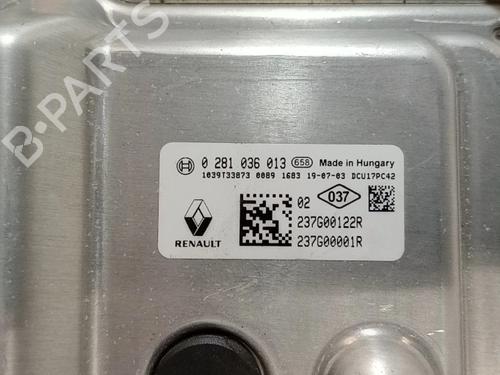 0 281 036 013 658 Made in Hungary
1039T33873 0089 1683 19-07-03 DCU17PC42
02 037
237G00122R
RENAULT 237G00001R
B-PARTS